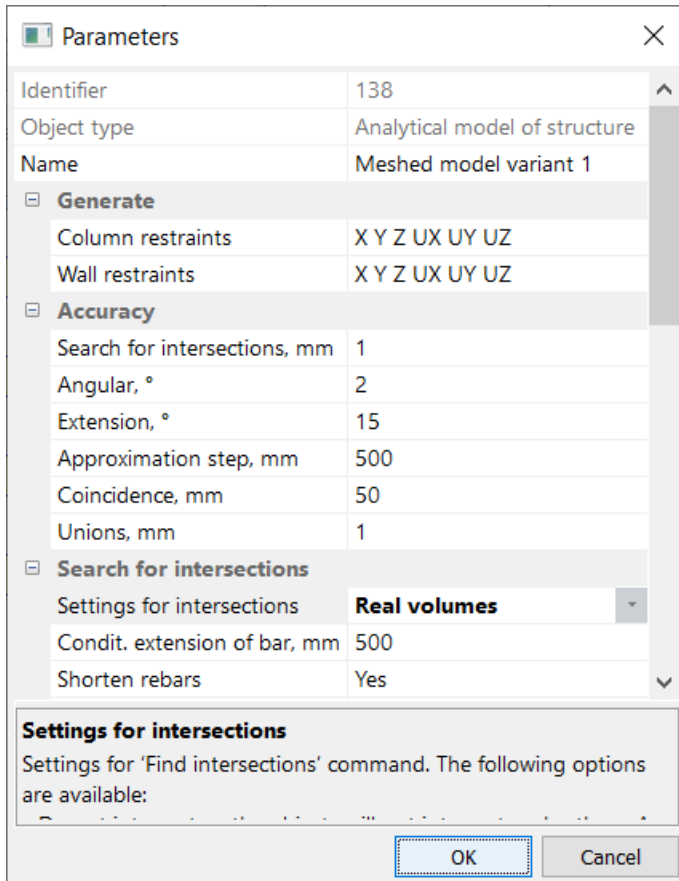 Parameters
Identifier 138
Object type Analytical model of structure
Name Meshed model variant 1
Generate
Column restraints X Y Z UX UY UZ
Wall restraints X Y Z UX UY UZ
Accuracy
Search for intersections, mm 1
Angular, ° 2
Extension, ° 15
Approximation step, mm 500
Coincidence, mm 50
Unions, mm 1
Search for intersections
Settings for intersections Real volumes
Condit. extension of bar, mm 500
Shorten rebars Yes
Settings for intersections
Settings for 'Find intersections' command. The following options
are available:
OK Cancel